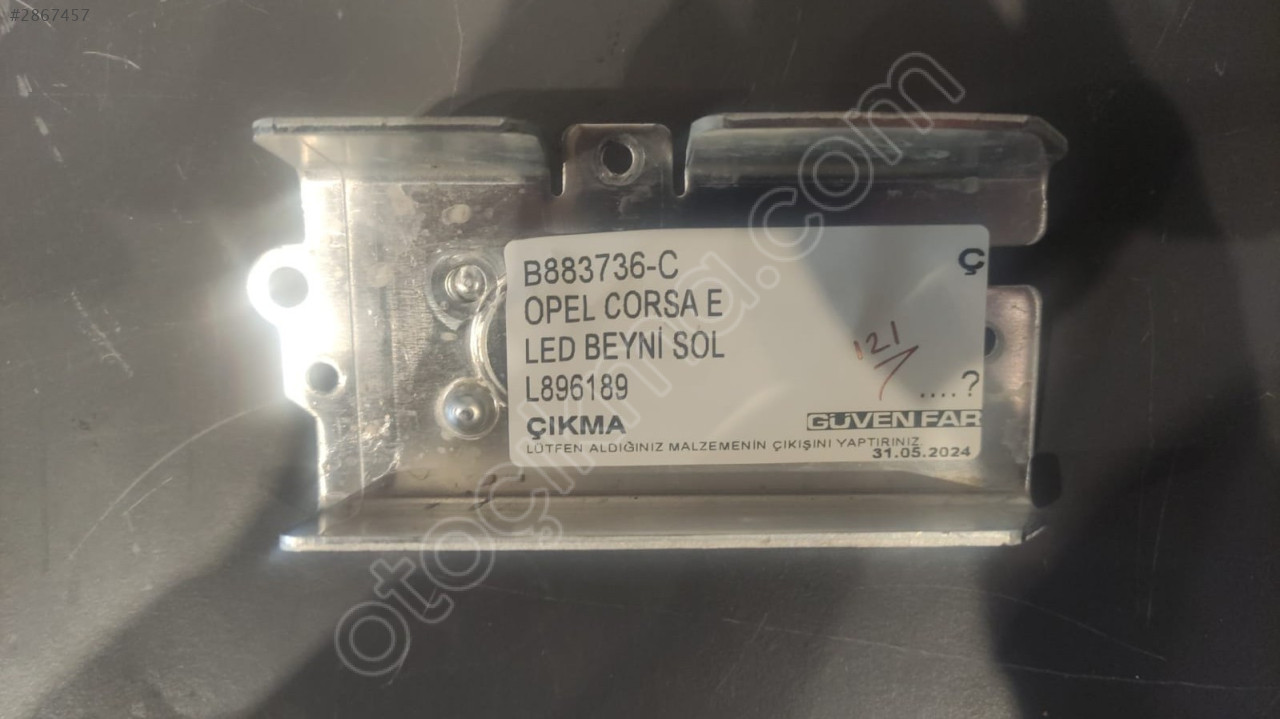 #2867457
B883736-C
Ç
OPEL CORSA E
LED BEYNİ SOL
121
L896189
....?
ÇIKMA
GÜVEN FAR
LÜTFEN ALDIĞINIZ MALZEMENİN ÇIKIŞINI YAPTIRINIZ
31.05.2024
otoçıkma.com